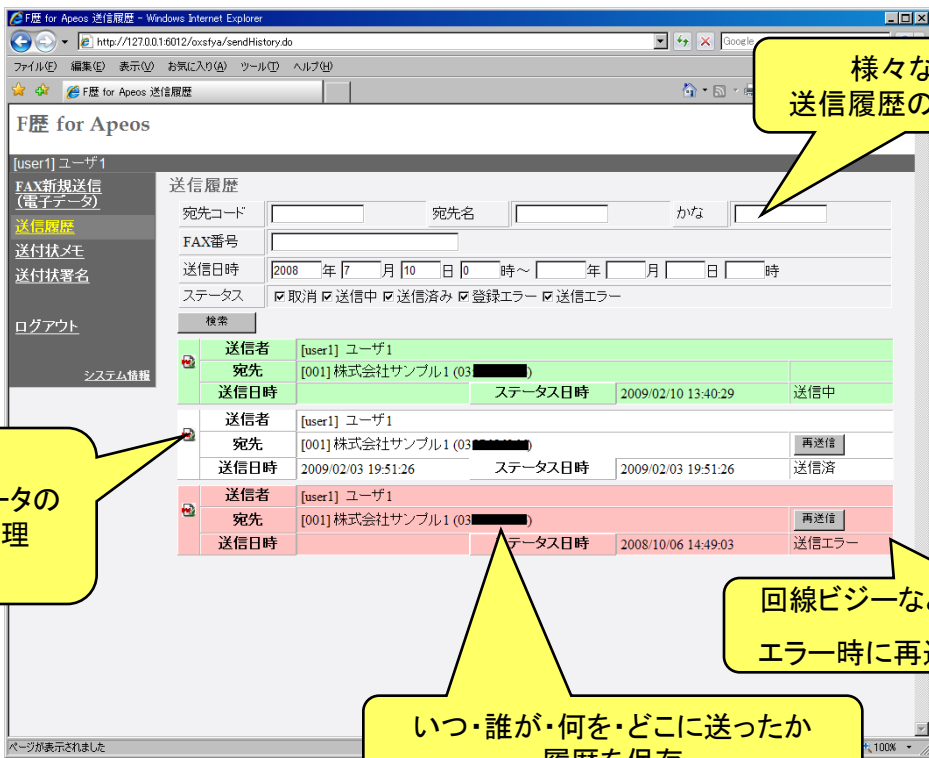 F歴 for Apeos 送信履歴 - Windows Internet Explorer
http://127.0.0.1:6012/oxsfya/sendHistory.do
Google
ファイル(F) 編集(E) 表示(V) お気に入り(A) ツール(T) ヘルプ(H)
F歴 for Apeos 送信履歴
様々な
送信履歴の
F歴 for Apeos
[user1] ユーザ1
FAX新規送信
(電子データ)
送信履歴
送付状メモ
送付状署名
ログアウト
システム情報
送信履歴
宛先コード 宛先名 かな
FAX番号
送信日時 2008 年 7 月 10 日 0 時～ 年 月 日 時
ステータス 取消 送信中 送信済み 登録エラー 送信エラー
検索
送信者 [user1] ユーザ1
宛先 [001] 株式会社サンプル1 (03 )
送信日時 ステータス日時 2009/02/10 13:40:29 送信中
送信者 [user1] ユーザ1
宛先 [001] 株式会社サンプル1 (03 ) 再送信
送信日時 2009/02/03 19:51:26 ステータス日時 2009/02/03 19:51:26 送信済
送信者 [user1] ユーザ1
宛先 [001] 株式会社サンプル1 (03 ) 再送信
送信日時 ステータス日時 2008/10/06 14:49:03 送信エラー
ータの
理
回線ビジーな
エラー時に再
いつ・誰が・何を・どこに送ったか
履歴を保存
ページが表示されました
100%